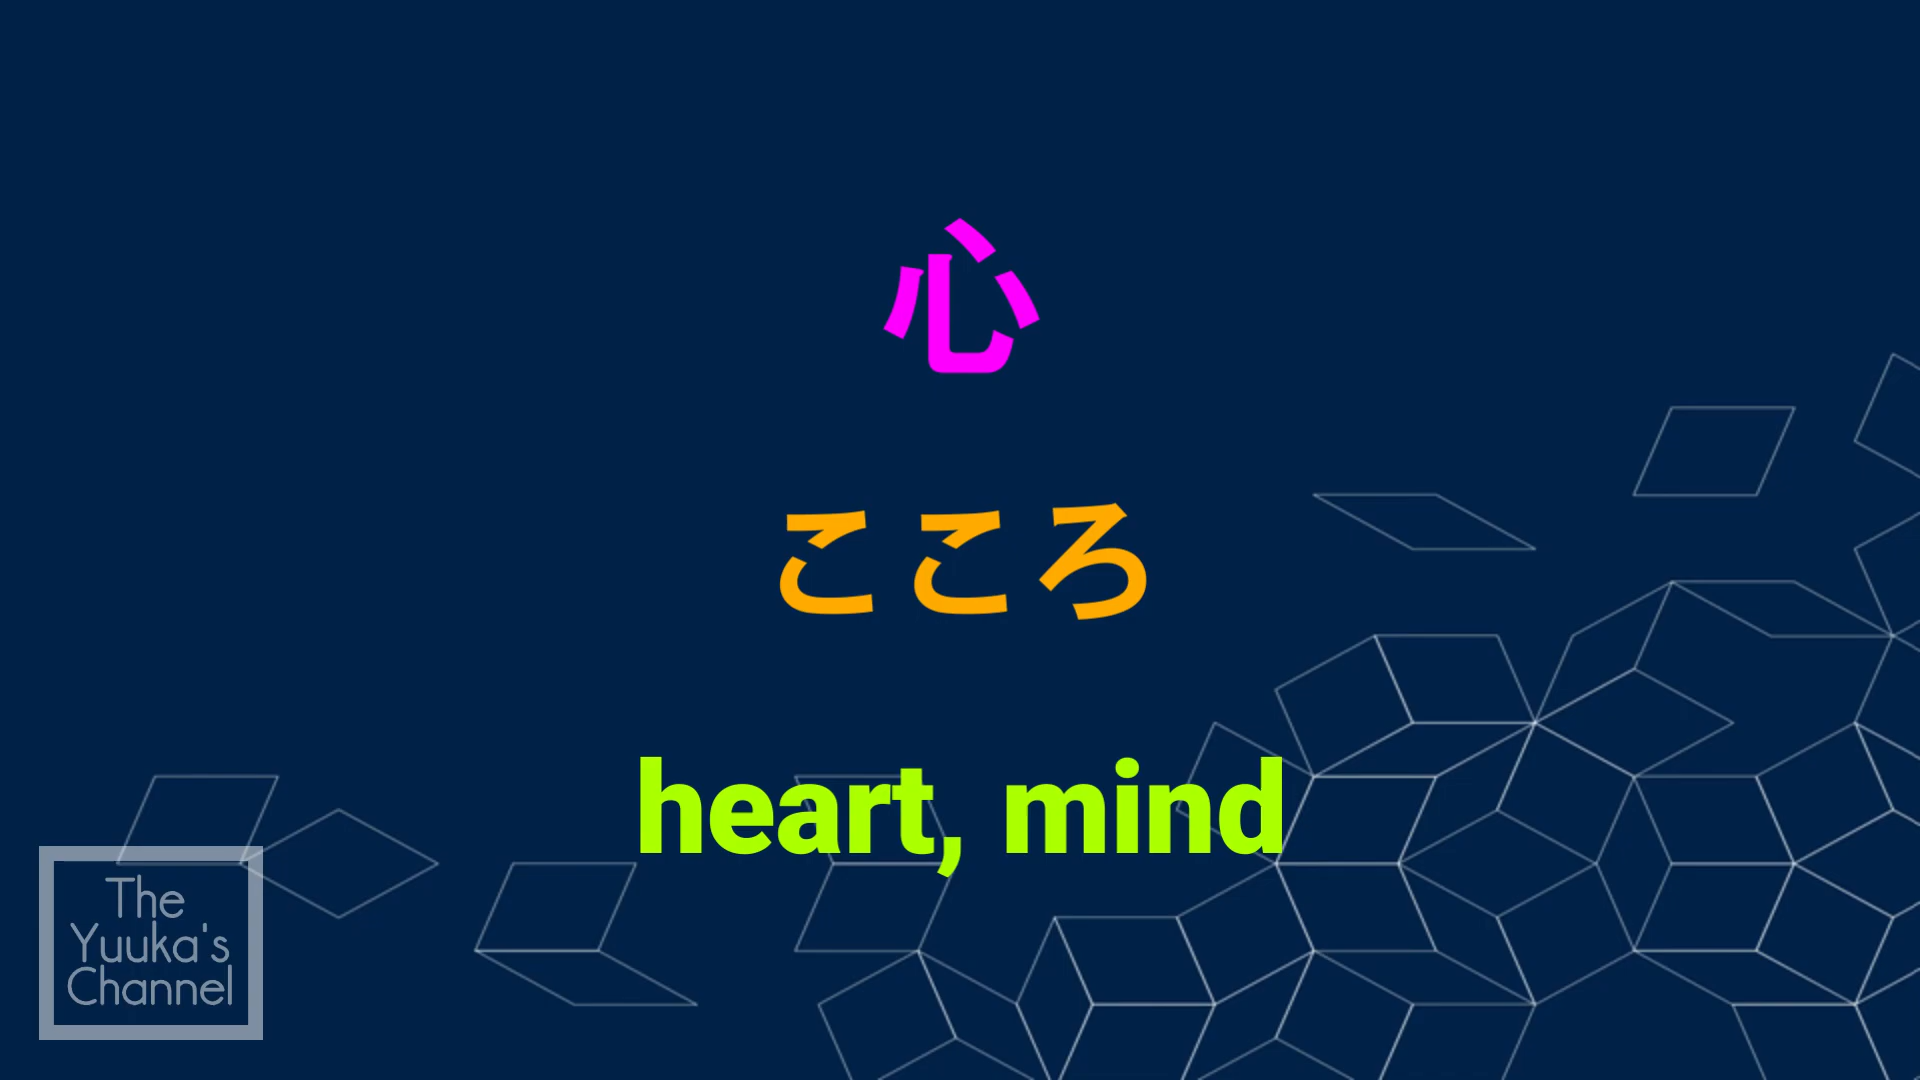 心
こころ
heart, mind
The
Yuuka's
Channel